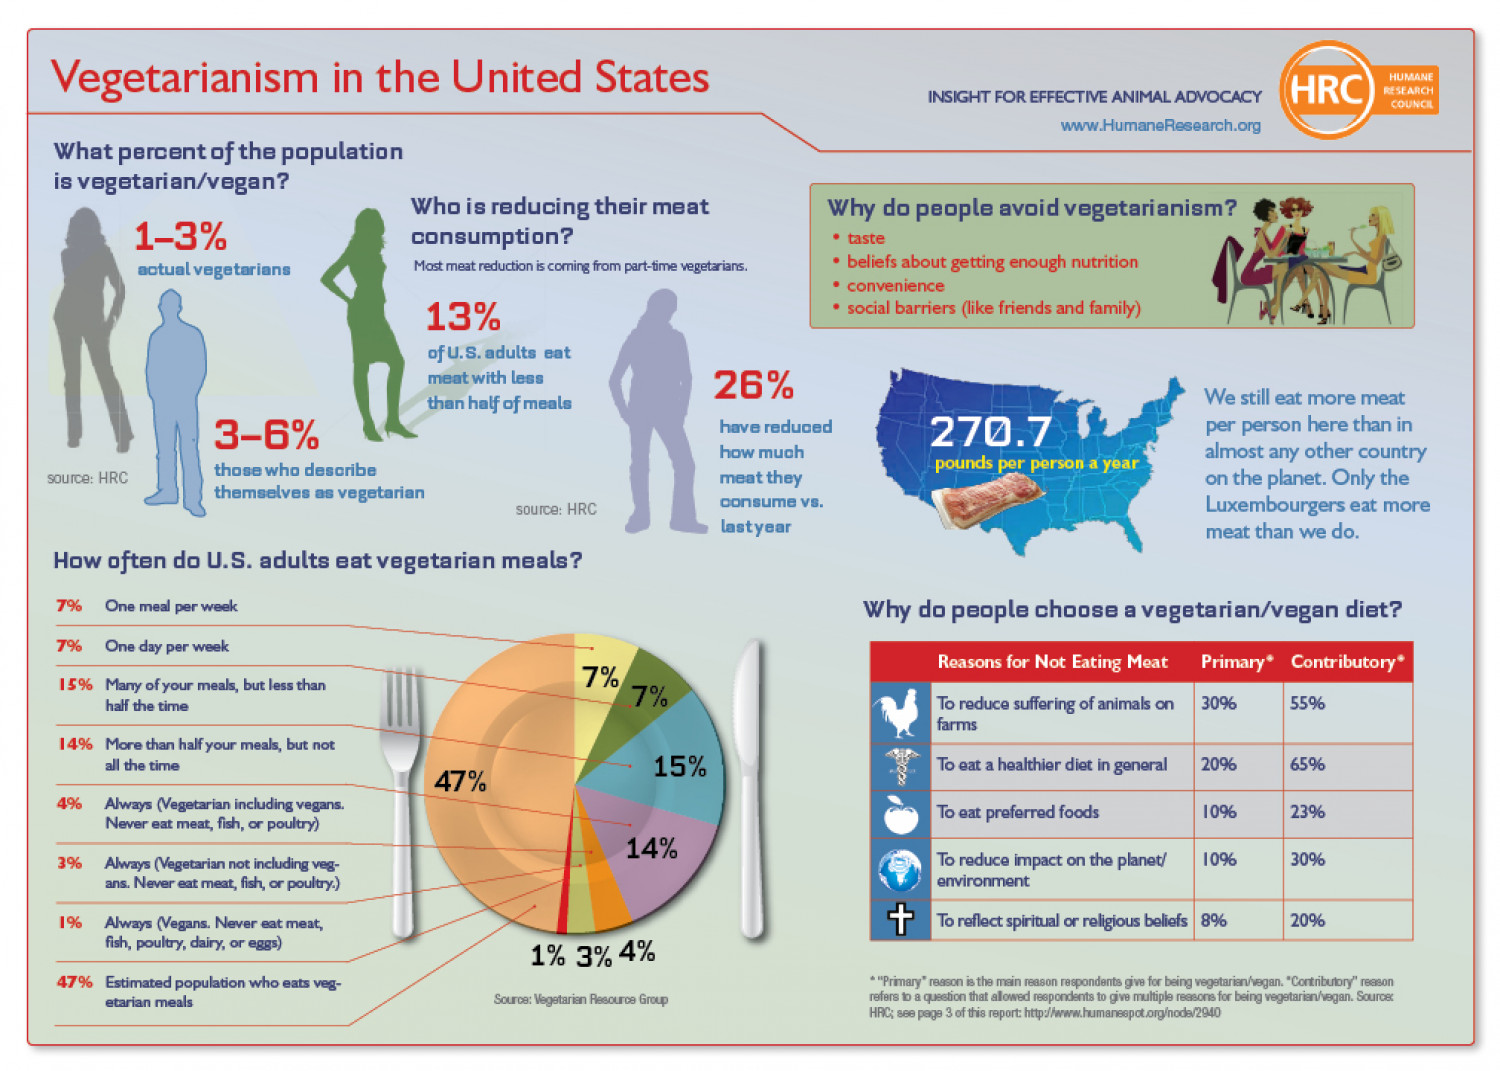 Vegetarianism in the United States
INSIGHT FOR EFFECTIVE ANIMAL ADVOCACY
www.HumaneResearch.org
HRC
HUMANE
RESEARCH
COUNCIL
What percent of the population
is vegetarian/vegan?
1–3%
actual vegetarians
3–6%
those who describe
themselves as vegetarian
source: HRC
Who is reducing their meat
consumption?
Most meat reduction is coming from part-time vegetarians.
13%
of U.S. adults eat
meat with less
than half of meals
26%
have reduced
how much
meat they
consume vs.
last year
source: HRC
Why do people avoid vegetarianism?
• taste
• beliefs about getting enough nutrition
• convenience
• social barriers (like friends and family)
270.7
pounds per person a year
We still eat more meat
per person here than in
almost any other country
on the planet. Only the
Luxembourgers eat more
meat than we do.
How often do U.S. adults eat vegetarian meals?
7% One meal per week
7% One day per week
15% Many of your meals, but less than
half the time
14% More than half your meals, but not
all the time
4% Always (Vegetarian including vegans.
Never eat meat, fish, or poultry)
3% Always (Vegetarian not including veg-
ans. Never eat meat, fish, or poultry.)
1% Always (Vegans. Never eat meat,
fish, poultry, dairy, or eggs)
47% Estimated population who eats veg-
etarian meals
7%
7%
15%
14%
47%
1% 3% 4%
Source: Vegetarian Resource Group
Why do people choose a vegetarian/vegan diet?
Reasons for Not Eating Meat Primary* Contributory*
To reduce suffering of animals on 30% 55%
farms
To eat a healthier diet in general 20% 65%
To eat preferred foods 10% 23%
To reduce impact on the planet/ 10% 30%
environment
To reflect spiritual or religious beliefs 8% 20%
* "Primary" reason is the main reason respondents give for being vegetarian/vegan. "Contributory" reason
refers to a question that allowed respondents to give multiple reasons for being vegetarian/vegan. Source:
HRC; see page 3 of this report: http://www.humanespot.org/node/2940